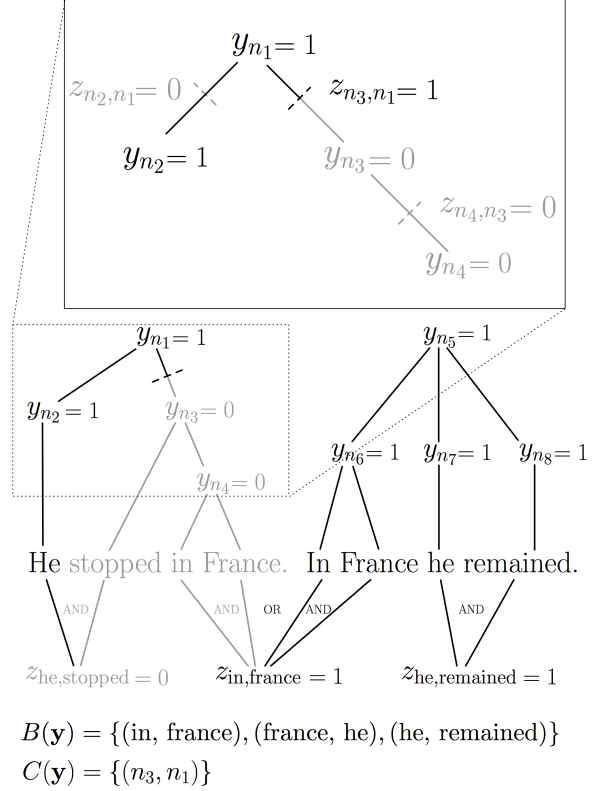 y_{n_1} = 1
z_{n_2,n_1} = 0
z_{n_3,n_1} = 1
y_{n_2} = 1
y_{n_3} = 0
z_{n_4,n_3} = 0
y_{n_4} = 0
y_{n_1} = 1
y_{n_5} = 1
y_{n_2} = 1
y_{n_3} = 0
y_{n_6} = 1
y_{n_7} = 1
y_{n_8} = 1
y_{n_4} = 0
He stopped in France. In France he remained.
AND AND OR AND AND
z_{he,stopped} = 0
z_{in,france} = 1
z_{he,remained} = 1
B(y) = {(in, france), (france, he), (he, remained)}
C(y) = {(n_3, n_1)}